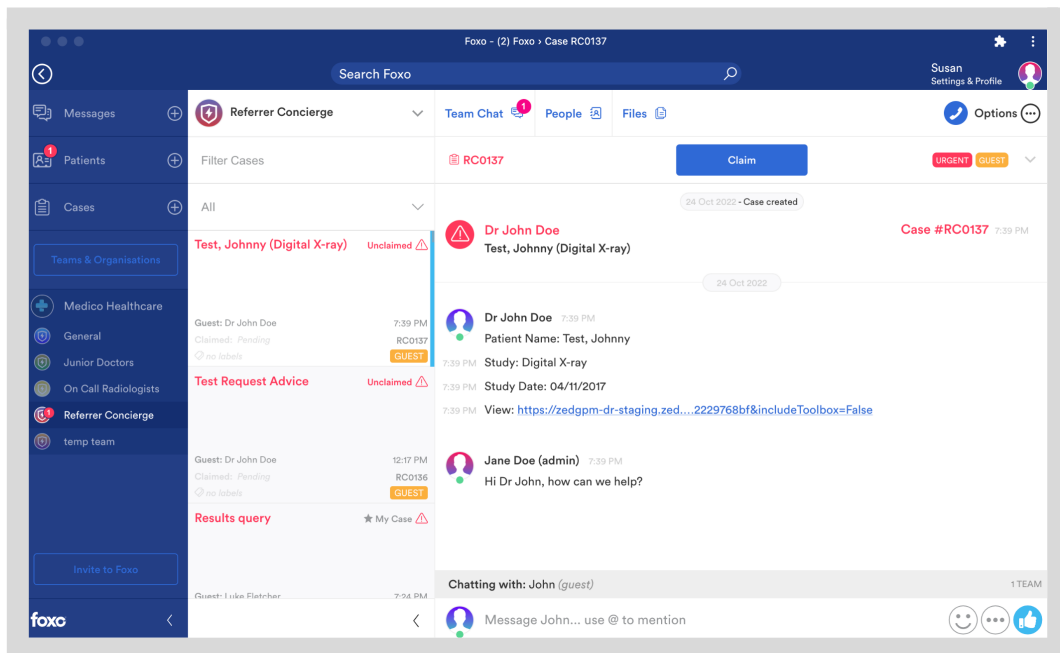 Foxo - (2) Foxo › Case RC0137
Search Foxo
Susan
Settings & Profile
Messages
1
Patients
Cases
Teams & Organisations
Medico Healthcare
General
Junior Doctors
On Call Radiologists
1
Referrer Concierge
temp team
Invite to Foxo
foxo
Referrer Concierge
Filter Cases
All
Test, Johnny (Digital X-ray) Unclaimed
Guest: Dr John Doe 7:39 PM
Claimed: Pending RC0137
no labels GUEST
Test Request Advice Unclaimed
Guest: Dr John Doe 12:17 PM
Claimed: Pending RC0136
no labels GUEST
Results query My Case
Guest: Luke Fletcher 7:24 PM
Team Chat 1 People Files
Options
RC0137 Claim URGENT GUEST
24 Oct 2022 - Case created
Dr John Doe Case #RC0137 7:39 PM
Test, Johnny (Digital X-ray)
24 Oct 2022
Dr John Doe 7:39 PM
Patient Name: Test, Johnny
7:39 PM Study: Digital X-ray
7:39 PM Study Date: 04/11/2017
7:39 PM View: https://zedgpm-dr-staging.zed....2229768bf&includeToolbox=False
Jane Doe (admin) 7:39 PM
Hi Dr John, how can we help?
Chatting with: John (guest) 1 TEAM
Message John... use @ to mention